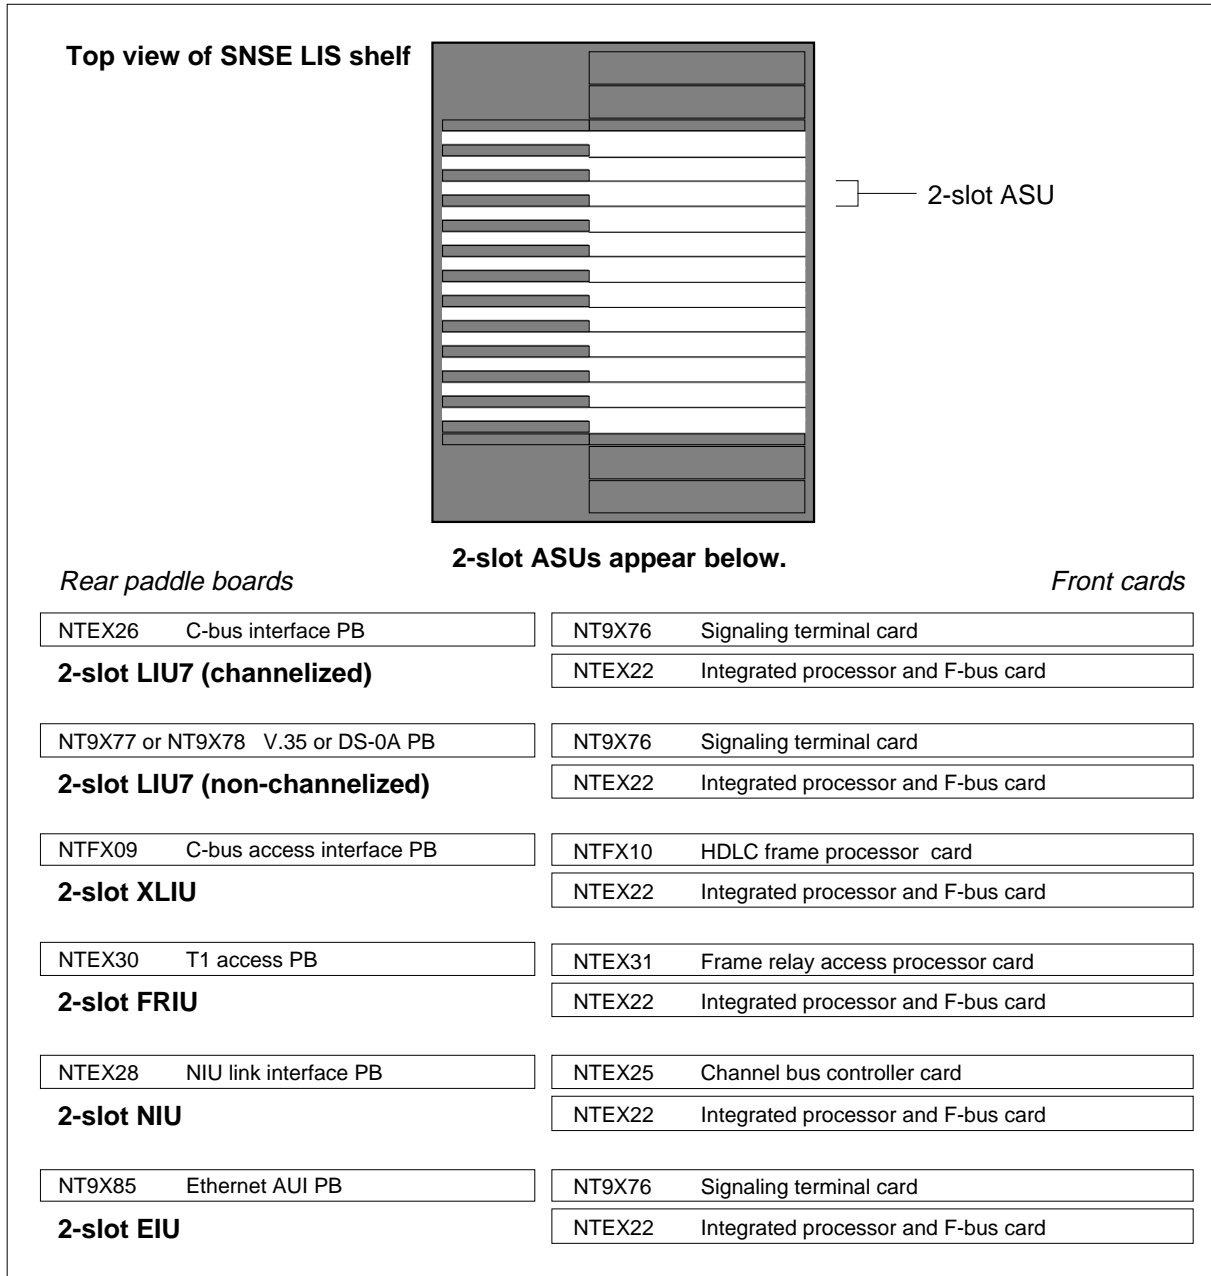 Top view of SNSE LIS shelf
2-slot ASU
2-slot ASUs appear below.
Rear paddle boards
Front cards
NTEX26 C-bus interface PB
NT9X76 Signaling terminal card
2-slot LIU7 (channelized)
NTEX22 Integrated processor and F-bus card
NT9X77 or NT9X78 V.35 or DS-0A PB
NT9X76 Signaling terminal card
2-slot LIU7 (non-channelized)
NTEX22 Integrated processor and F-bus card
NTFX09 C-bus access interface PB
NTFX10 HDLC frame processor card
2-slot XLIU
NTEX22 Integrated processor and F-bus card
NTEX30 T1 access PB
NTEX31 Frame relay access processor card
2-slot FRIU
NTEX22 Integrated processor and F-bus card
NTEX28 NIU link interface PB
NTEX25 Channel bus controller card
2-slot NIU
NTEX22 Integrated processor and F-bus card
NT9X85 Ethernet AUI PB
NT9X76 Signaling terminal card
2-slot EIU
NTEX22 Integrated processor and F-bus card